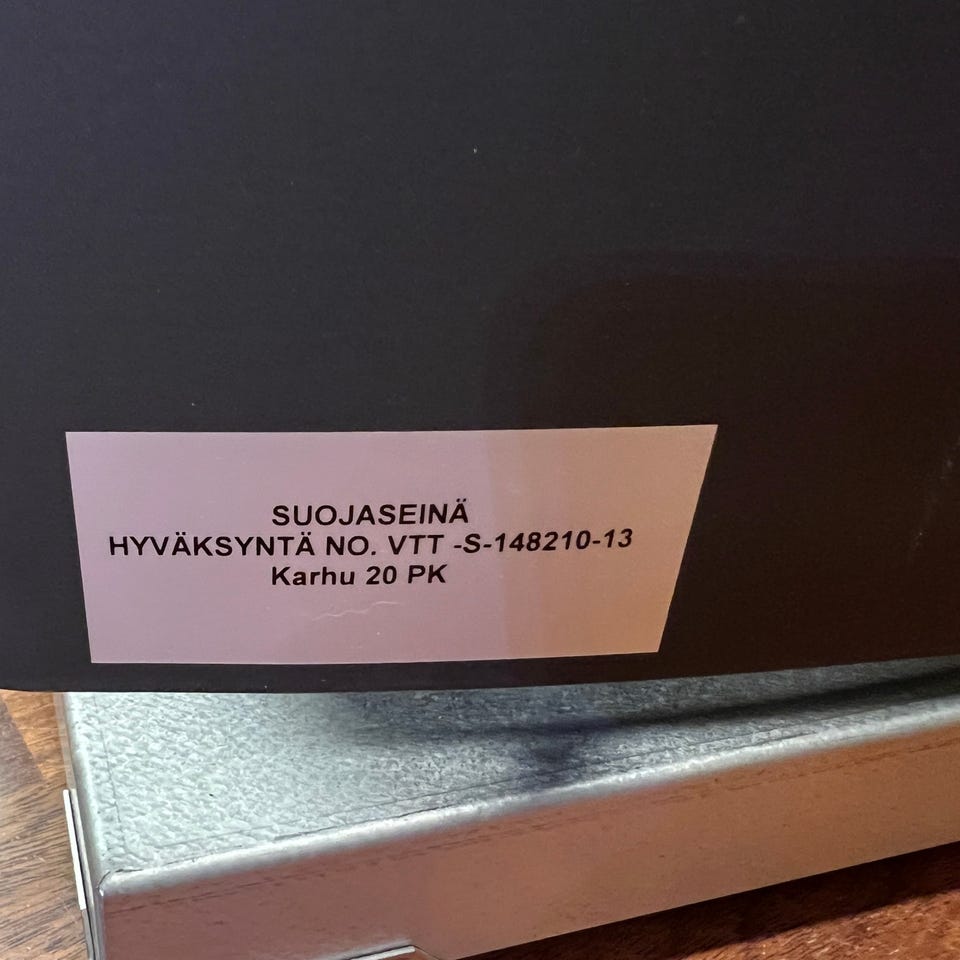 SUOJASEINÄ
HYVÄKSYNTÄ NO. VTT -S-148210-13
Karhu 20 PK